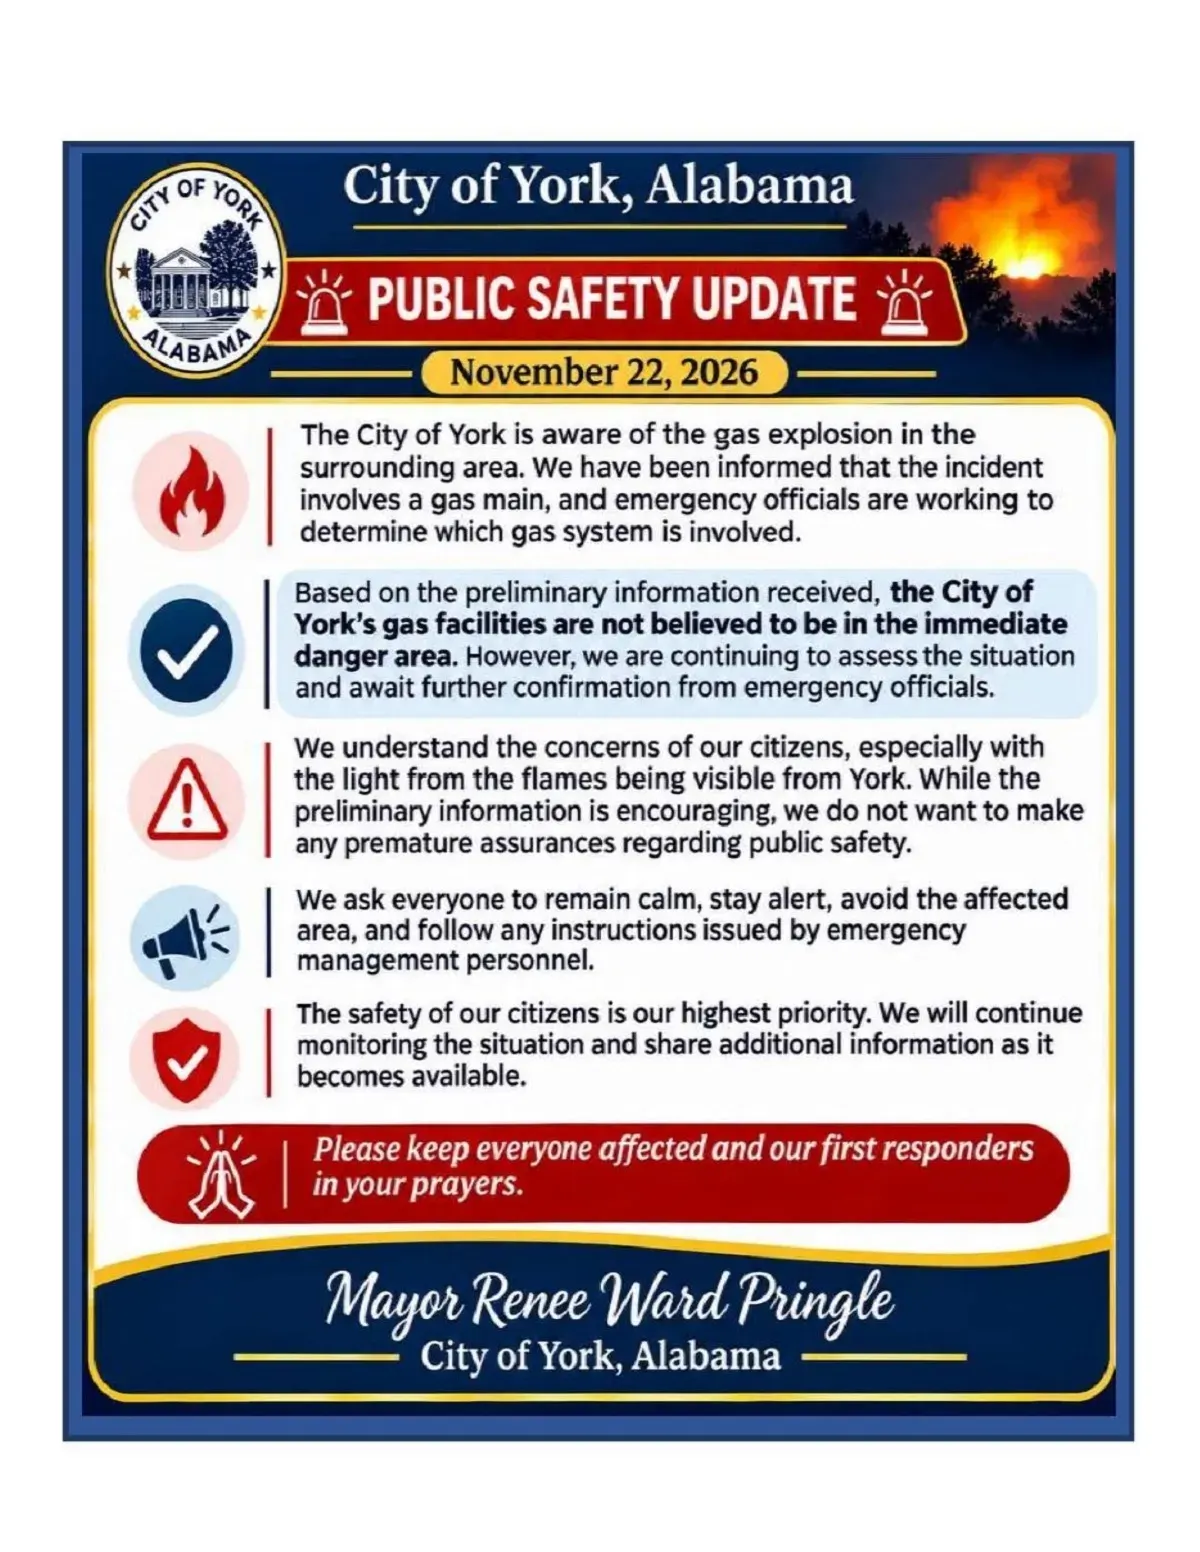 CITY OF YORK
ALABAMA
City of York, Alabama
PUBLIC SAFETY UPDATE
November 22, 2026
The City of York is aware of the gas explosion in the
surrounding area. We have been informed that the incident
involves a gas main, and emergency officials are working to
determine which gas system is involved.
Based on the preliminary information received, the City of
York's gas facilities are not believed to be in the immediate
danger area. However, we are continuing to assess the situation
and await further confirmation from emergency officials.
We understand the concerns of our citizens, especially with
the light from the flames being visible from York. While the
preliminary information is encouraging, we do not want to make
any premature assurances regarding public safety.
We ask everyone to remain calm, stay alert, avoid the affected
area, and follow any instructions issued by emergency
management personnel.
The safety of our citizens is our highest priority. We will continue
monitoring the situation and share additional information as it
becomes available.
Please keep everyone affected and our first responders
in your prayers.
Mayor Renee Ward Pringle
City of York, Alabama